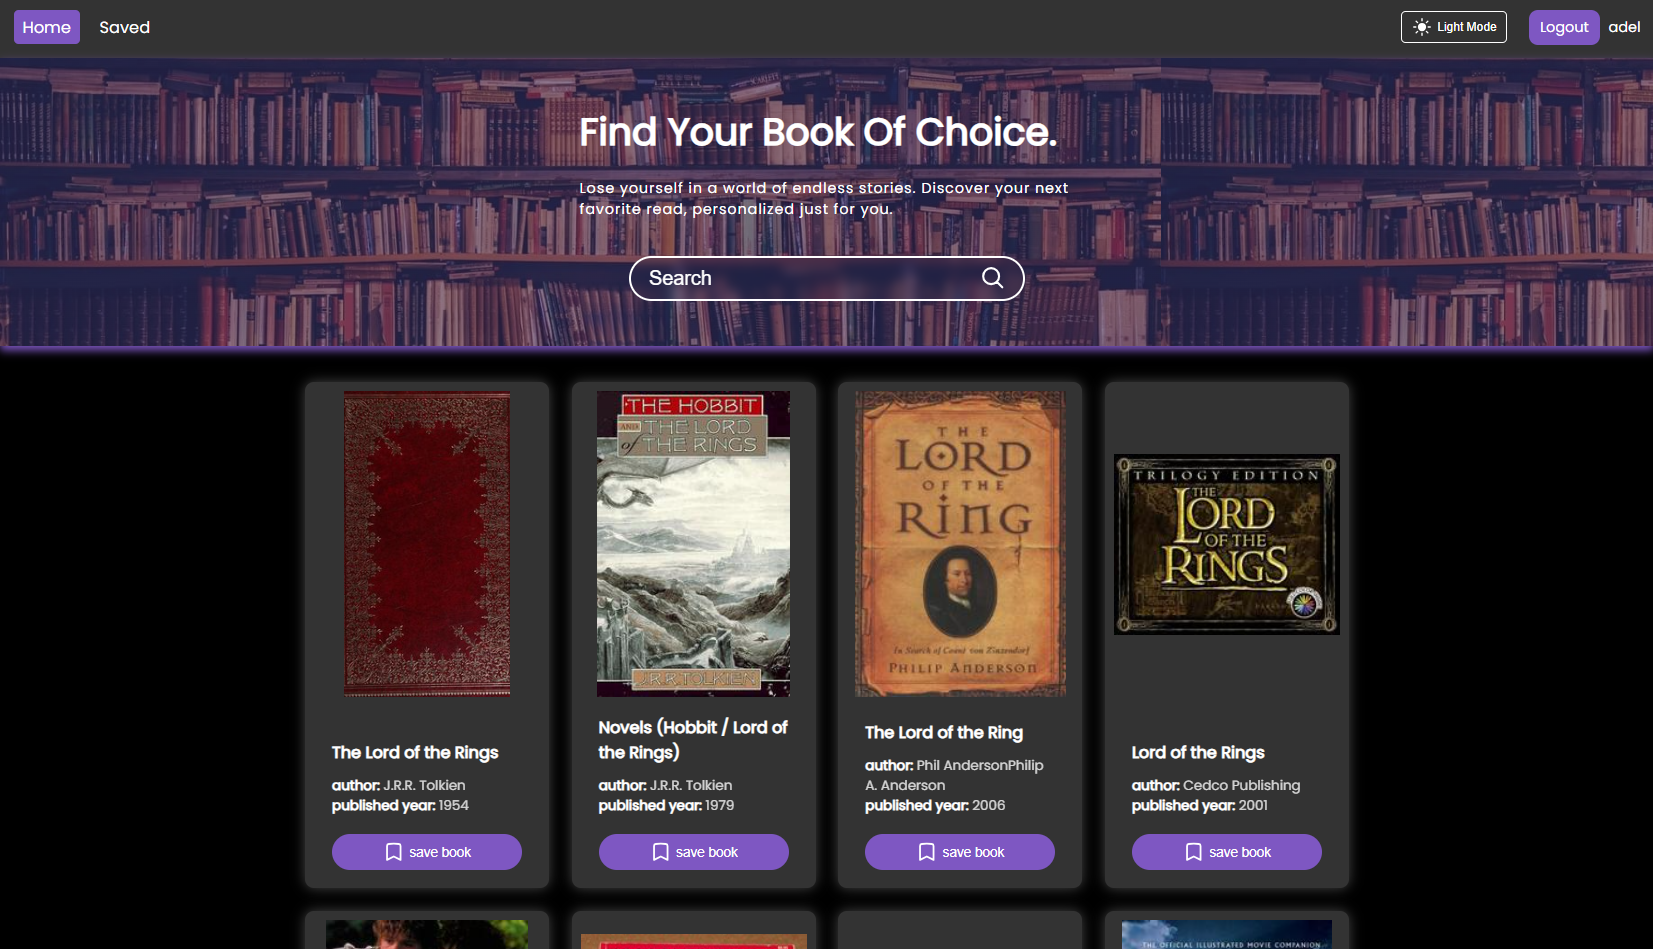 Home
Saved
Light Mode
Logout
adel
Find Your Book Of Choice.
Lose yourself in a world of endless stories. Discover your next
favorite read, personalized just for you.
Search
THE HOBBIT
AND THE LORD
of THE RINGS
J.R.R. TOLKIEN
THE
LORD
OF THE
RING
In Search of Count von Zinzendorf
PHILIP ANDERSON
TRILOGY EDITION
THE
LORD
OF THE
RINGS
The Lord of the Rings
author: J.R.R. Tolkien
published year: 1954
save book
Novels (Hobbit / Lord of
the Rings)
author: J.R.R. Tolkien
published year: 1979
save book
The Lord of the Ring
author: Phil AndersonPhilip
A. Anderson
published year: 2006
save book
Lord of the Rings
author: Cedco Publishing
published year: 2001
save book
THE OFFICIAL ILLUSTRATED MOVIE COMPANION